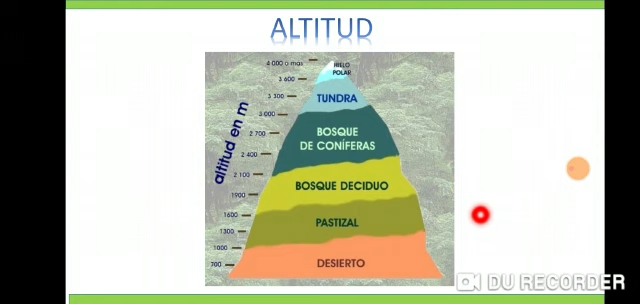 ALTITUD
4 000 o mas
HIELO
POLAR
3 600
3 300
TUNDRA
3 000
altitud en m
2 700
BOSQUE
DE CONÍFERAS
2 400
2 100
BOSQUE DECIDUO
1900
1600
PASTIZAL
1300
1000
700
DESIERTO
DU RECORDER